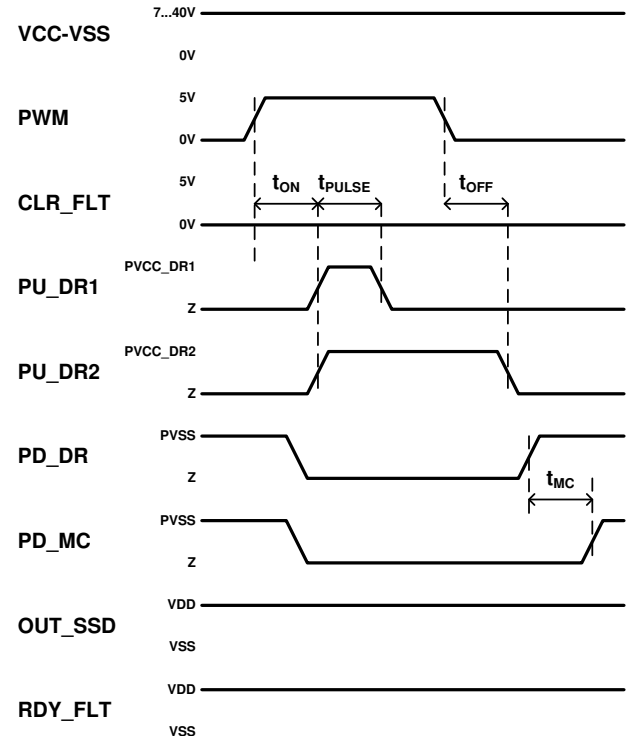 7...40V
VCC-VSS
0V
5V
PWM
0V
5V
tON tPULSE tOFF
CLR_FLT
0V
PVCC_DR1
PU_DR1
Z
PVCC_DR2
PU_DR2
Z
PVSS
PD_DR
tMC
Z
PVSS
PD_MC
Z
VDD
OUT_SSD
VSS
VDD
RDY_FLT
VSS